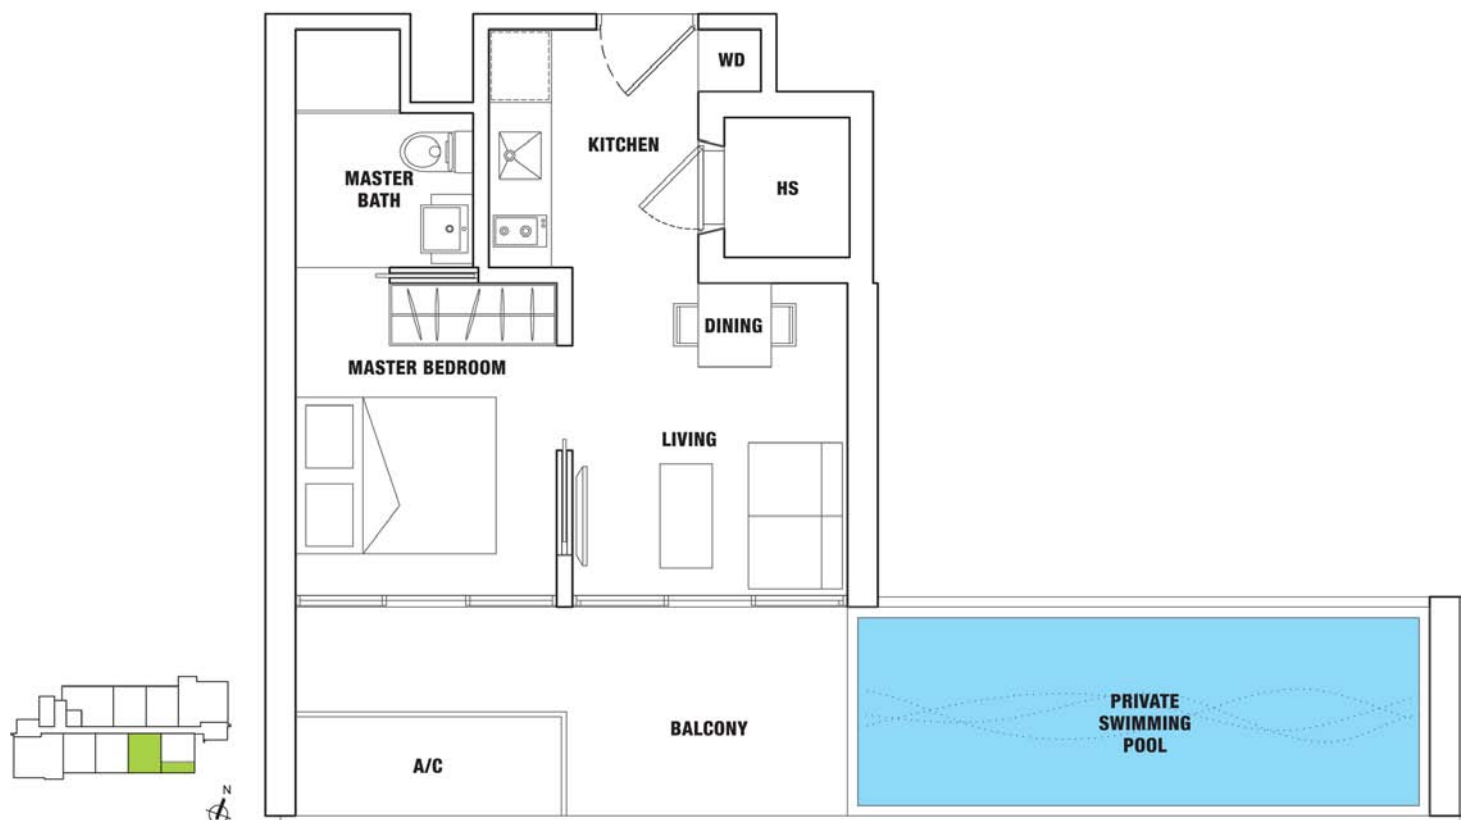 WD
KITCHEN
MASTER
BATH
HS
DINING
MASTER BEDROOM
LIVING
PRIVATE
SWIMMING
POOL
BALCONY
A/C
N